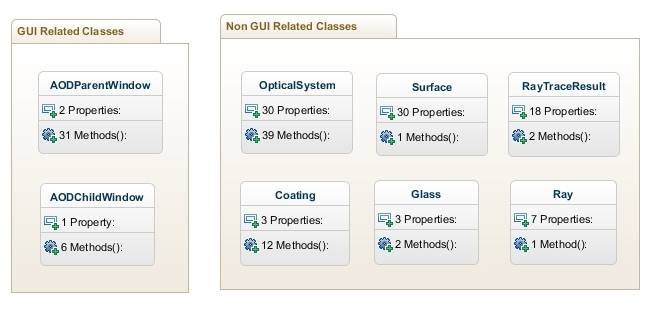 GUI Related Classes
AODParentWindow
2 Properties:
31 Methods():
AODChildWindow
1 Property:
6 Methods():
Non GUI Related Classes
OpticalSystem
30 Properties:
39 Methods():
Surface
30 Properties:
1 Methods():
RayTraceResult
18 Properties:
2 Methods():
Coating
3 Properties:
12 Methods():
Glass
3 Properties:
2 Methods():
Ray
7 Properties:
1 Method():